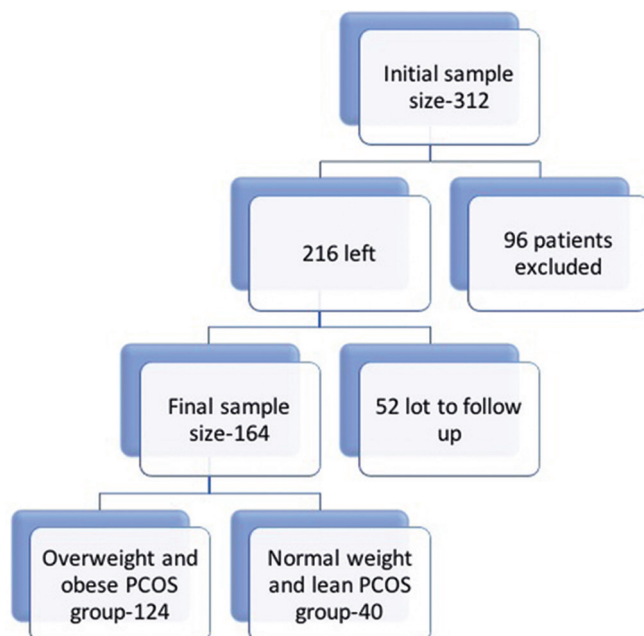 Initial sample
size-312
216 left
96 patients
excluded
Final sample
size-164
52 lot to follow
up
Overweight and
obese PCOS
group-124
Normal weight
and lean PCOS
group-40